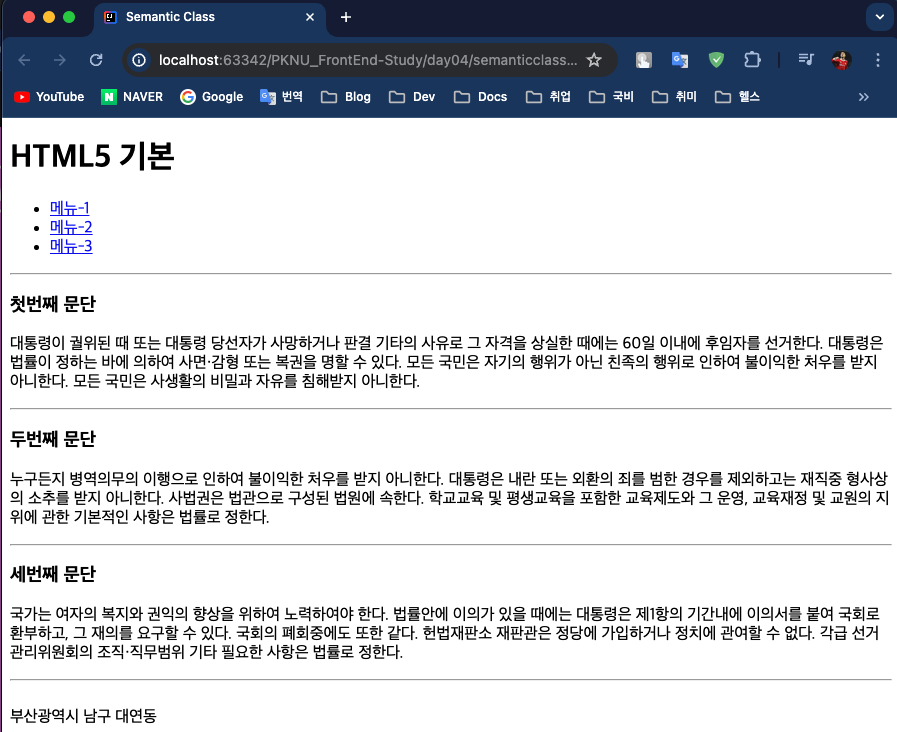 Semantic Class
localhost:63342/PKNU_FrontEnd-Study/day04/semanticclass...
YouTube NAVER Google 번역 Blog Dev Docs 취업 국비 취미 헬스
HTML5 기본
메뉴-1
메뉴-2
메뉴-3
첫번째 문단
대통령이 궐위된 때 또는 대통령 당선자가 사망하거나 판결 기타의 사유로 그 자격을 상실한 때에는 60일 이내에 후임자를 선거한다. 대통령은
법률이 정하는 바에 의하여 사면·감형 또는 복권을 명할 수 있다. 모든 국민은 자기의 행위가 아닌 친족의 행위로 인하여 불이익한 처우를 받지
아니한다. 모든 국민은 사생활의 비밀과 자유를 침해받지 아니한다.
두번째 문단
누구든지 병역의무의 이행으로 인하여 불이익한 처우를 받지 아니한다. 대통령은 내란 또는 외환의 죄를 범한 경우를 제외하고는 재직중 형사상
의 소추를 받지 아니한다. 사법권은 법관으로 구성된 법원에 속한다. 학교교육 및 평생교육을 포함한 교육제도와 그 운영, 교육재정 및 교원의 지
위에 관한 기본적인 사항은 법률로 정한다.
세번째 문단
국가는 여자의 복지와 권익의 향상을 위하여 노력하여야 한다. 법률안에 이의가 있을 때에는 대통령은 제1항의 기간내에 이의서를 붙여 국회로
환부하고, 그 재의를 요구할 수 있다. 국회의 폐회중에도 또한 같다. 헌법재판소 재판관은 정당에 가입하거나 정치에 관여할 수 없다. 각급 선거
관리위원회의 조직·직무범위 기타 필요한 사항은 법률로 정한다.
부산광역시 남구 대연동